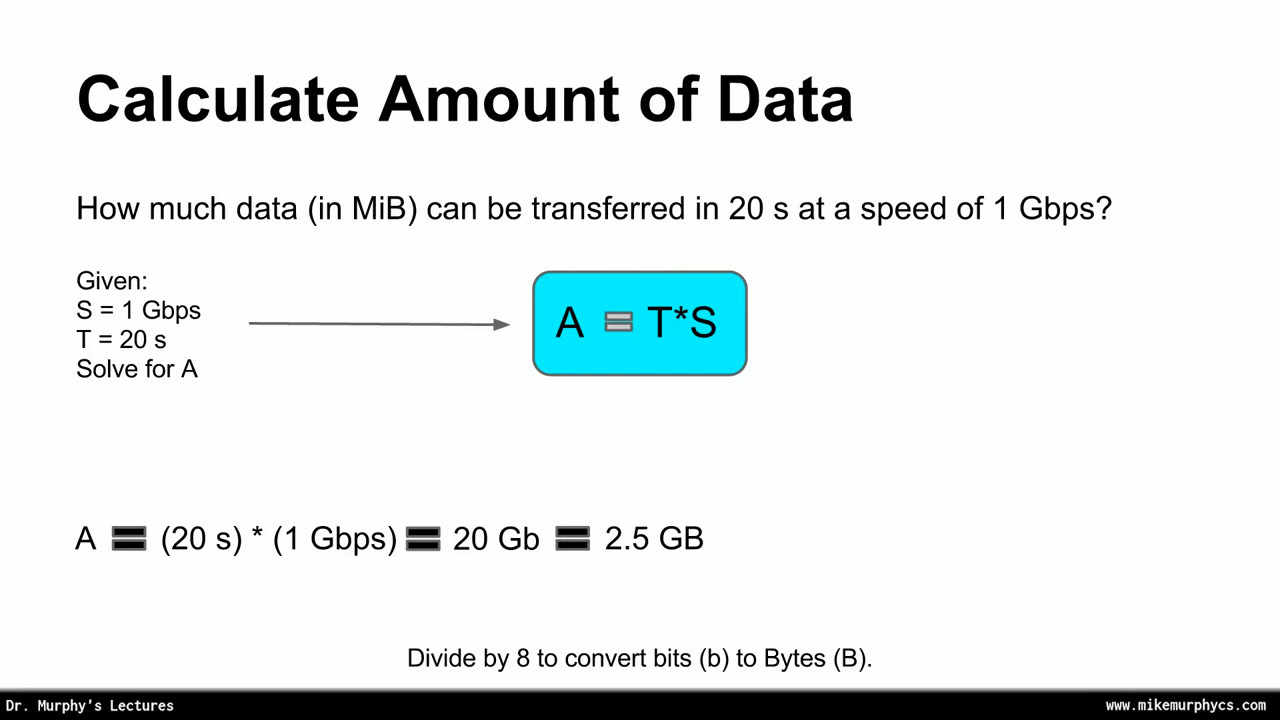 Calculate Amount of Data
How much data (in MiB) can be transferred in 20 s at a speed of 1 Gbps?
Given:
S = 1 Gbps
T = 20 s
Solve for A
A = T*S
A = (20 s) * (1 Gbps) = 20 Gb = 2.5 GB
Divide by 8 to convert bits (b) to Bytes (B).
Dr. Murphy's Lectures
www.mikemurphycs.com